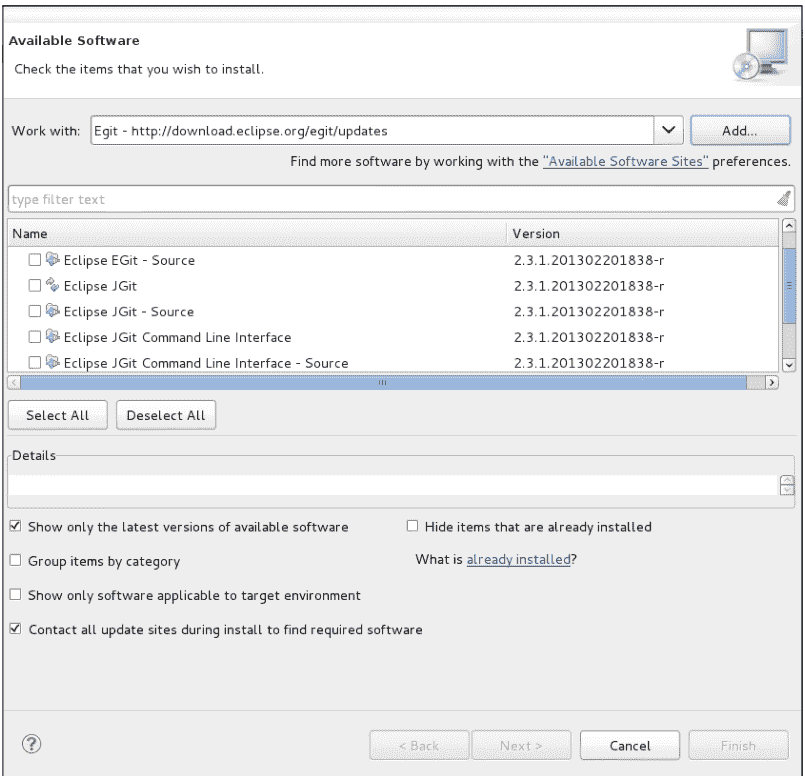 Available Software
Check the items that you wish to install.
Work with: Egit - http://download.eclipse.org/egit/updates Add...
Find more software by working with the "Available Software Sites" preferences.
type filter text
Name Version
Eclipse EGit - Source 2.3.1.201302201838-r
Eclipse JGit 2.3.1.201302201838-r
Eclipse JGit - Source 2.3.1.201302201838-r
Eclipse JGit Command Line Interface 2.3.1.201302201838-r
Eclipse JGit Command Line Interface - Source 2.3.1.201302201838-r
Select All Deselect All
Details
Show only the latest versions of available software Hide items that are already installed
Group items by category What is already installed?
Show only software applicable to target environment
Contact all update sites during install to find required software
? < Back Next > Cancel Finish